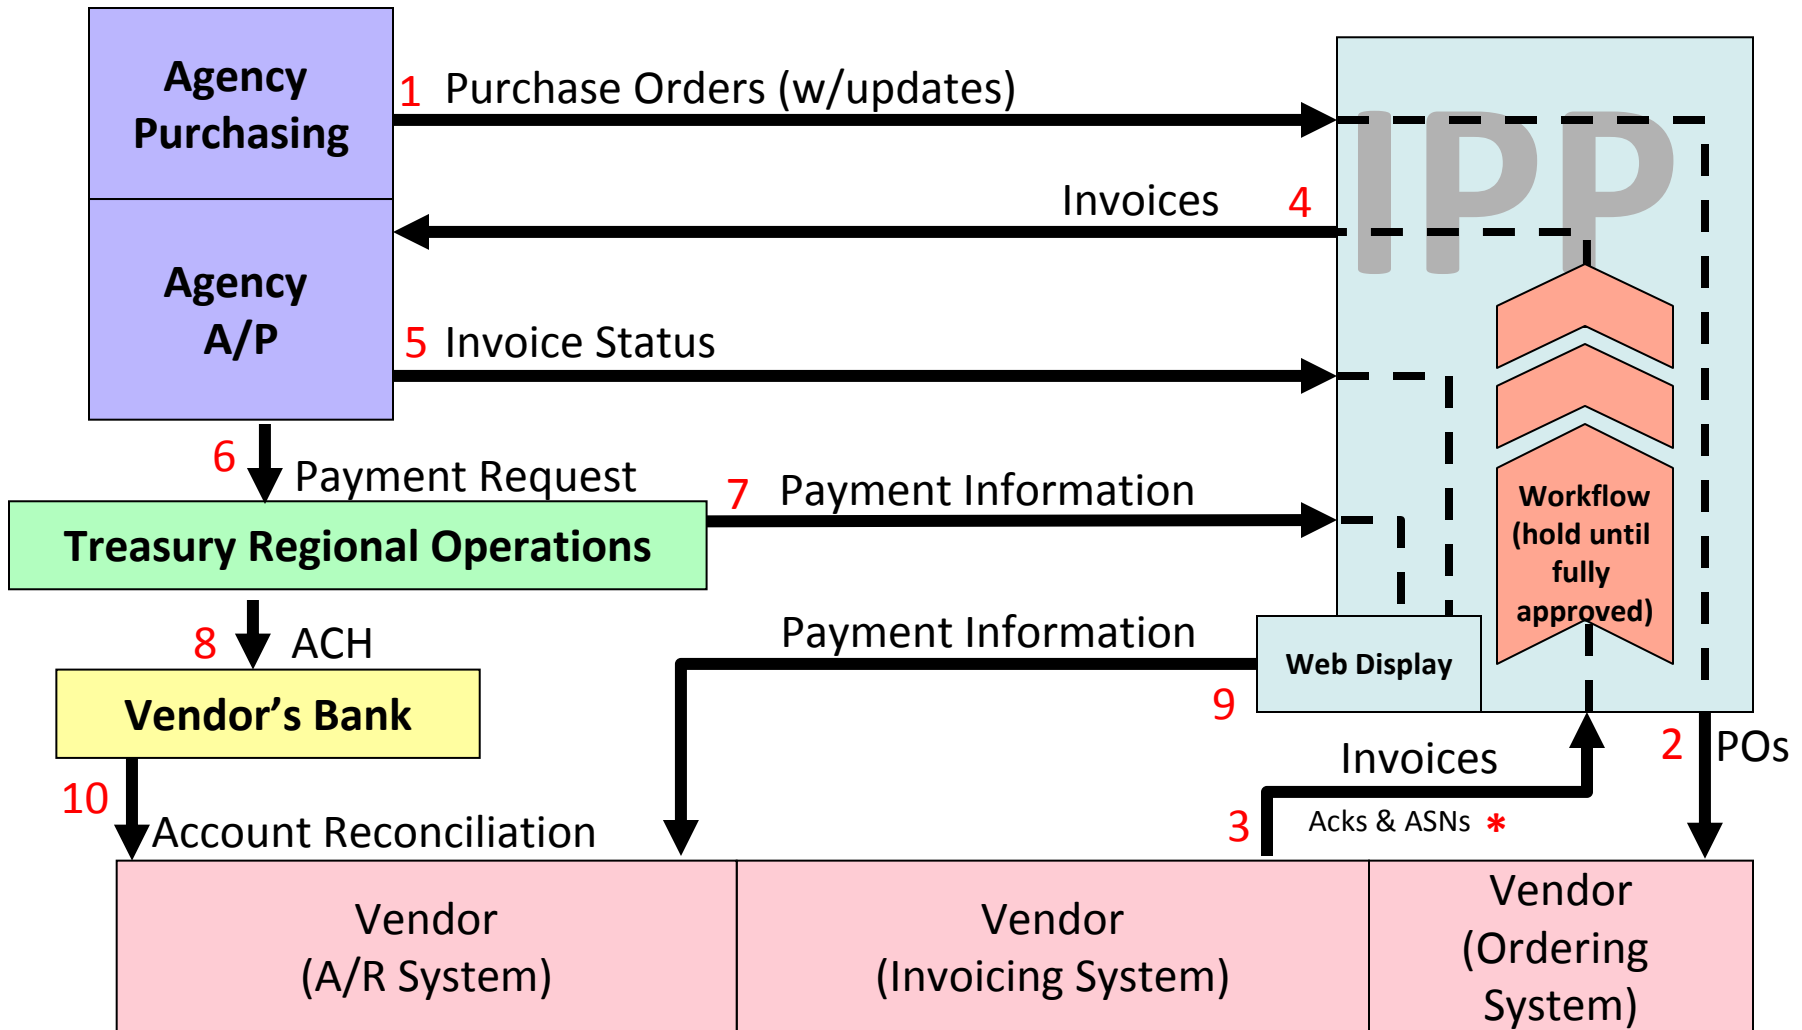 Agency
Purchasing
1 Purchase Orders (w/updates)
IPP
Invoices 4
Agency
A/P
5 Invoice Status
6
Payment Request
7 Payment Information
Treasury Regional Operations
Workflow
(hold until
fully
approved)
8 ACH
Payment Information
Web Display
9
Vendor’s Bank
2 POs
Invoices
10
Account Reconciliation
3 Acks & ASNs *
Vendor
(A/R System)
Vendor
(Invoicing System)
Vendor
(Ordering
System)